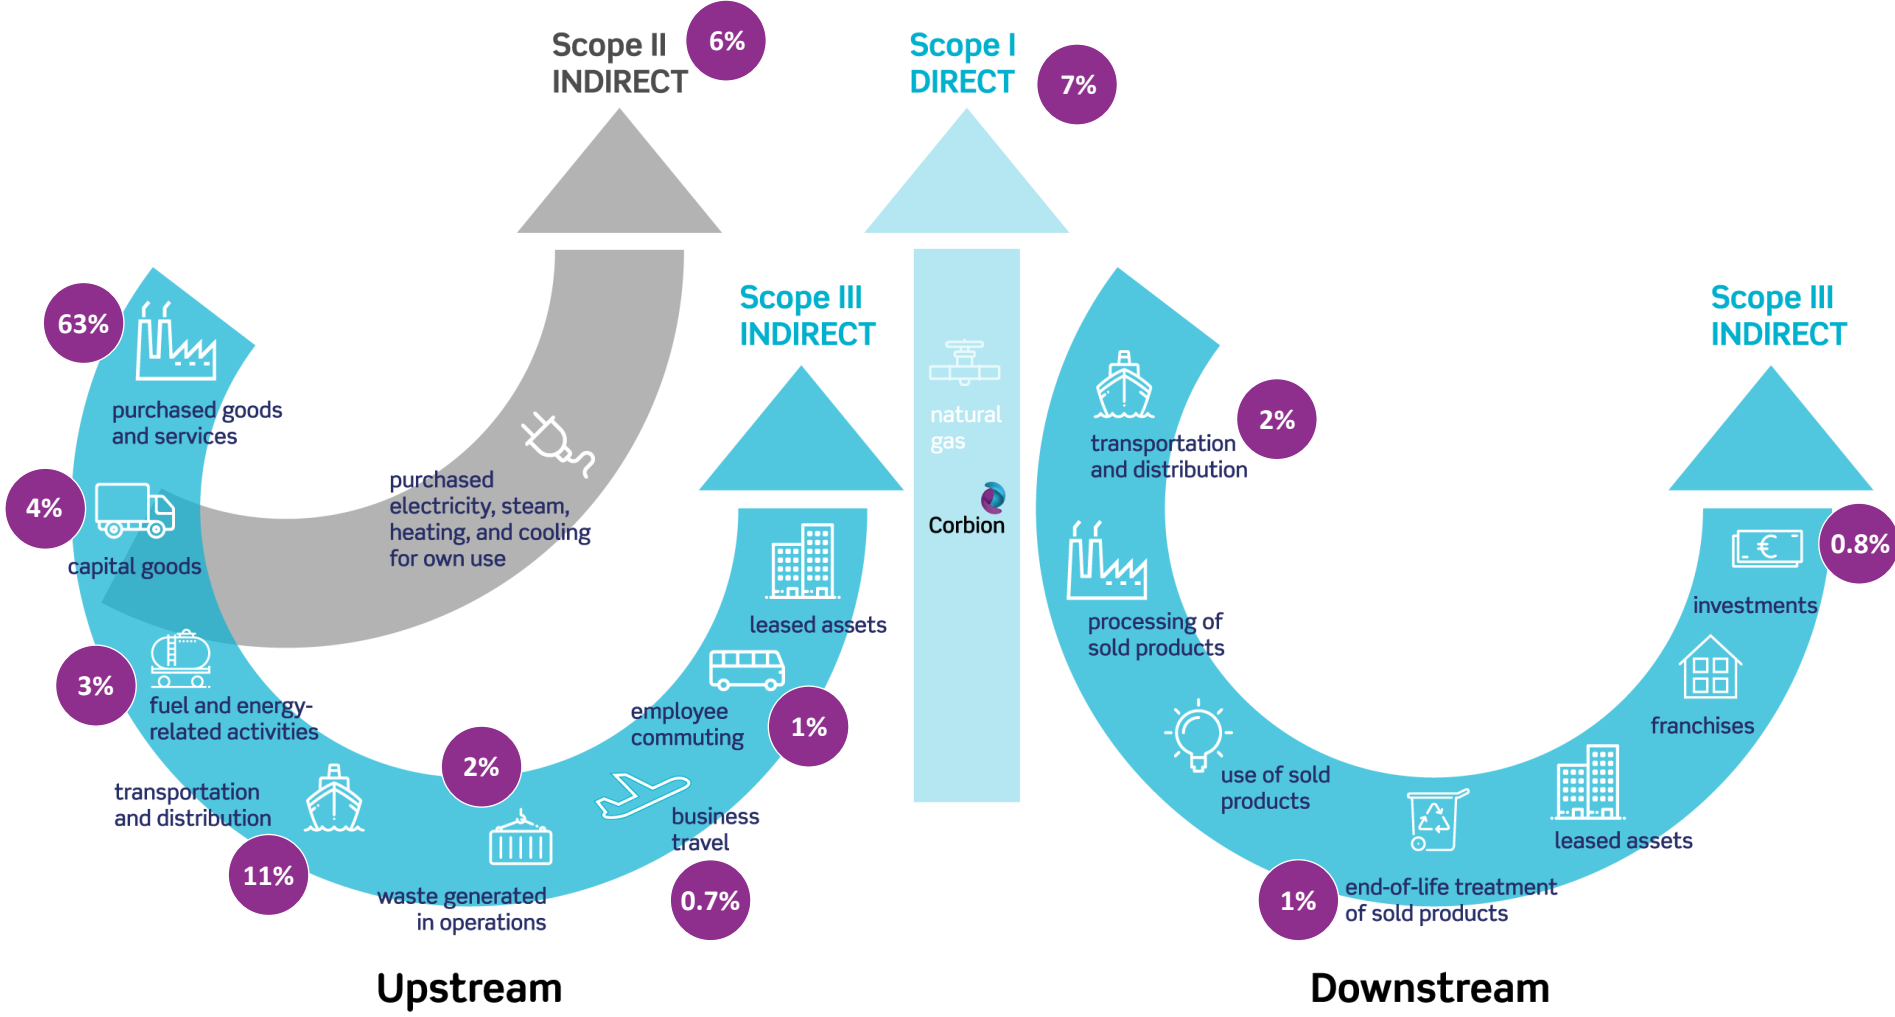 Scope II
INDIRECT
6%
Scope I
DIRECT
7%
63%
purchased goods
and services
4%
capital goods
3%
fuel and energy-
related activities
transportation
and distribution
11%
2%
waste generated
in operations
business
travel
0.7%
employee
commuting
1%
leased assets
Scope III
INDIRECT
purchased
electricity, steam,
heating, and cooling
for own use
natural
gas
Corbion
transportation
and distribution
2%
processing of
sold products
use of sold
products
1%
end-of-life treatment
of sold products
leased assets
franchises
investments
€
0.8%
Scope III
INDIRECT
Upstream
Downstream